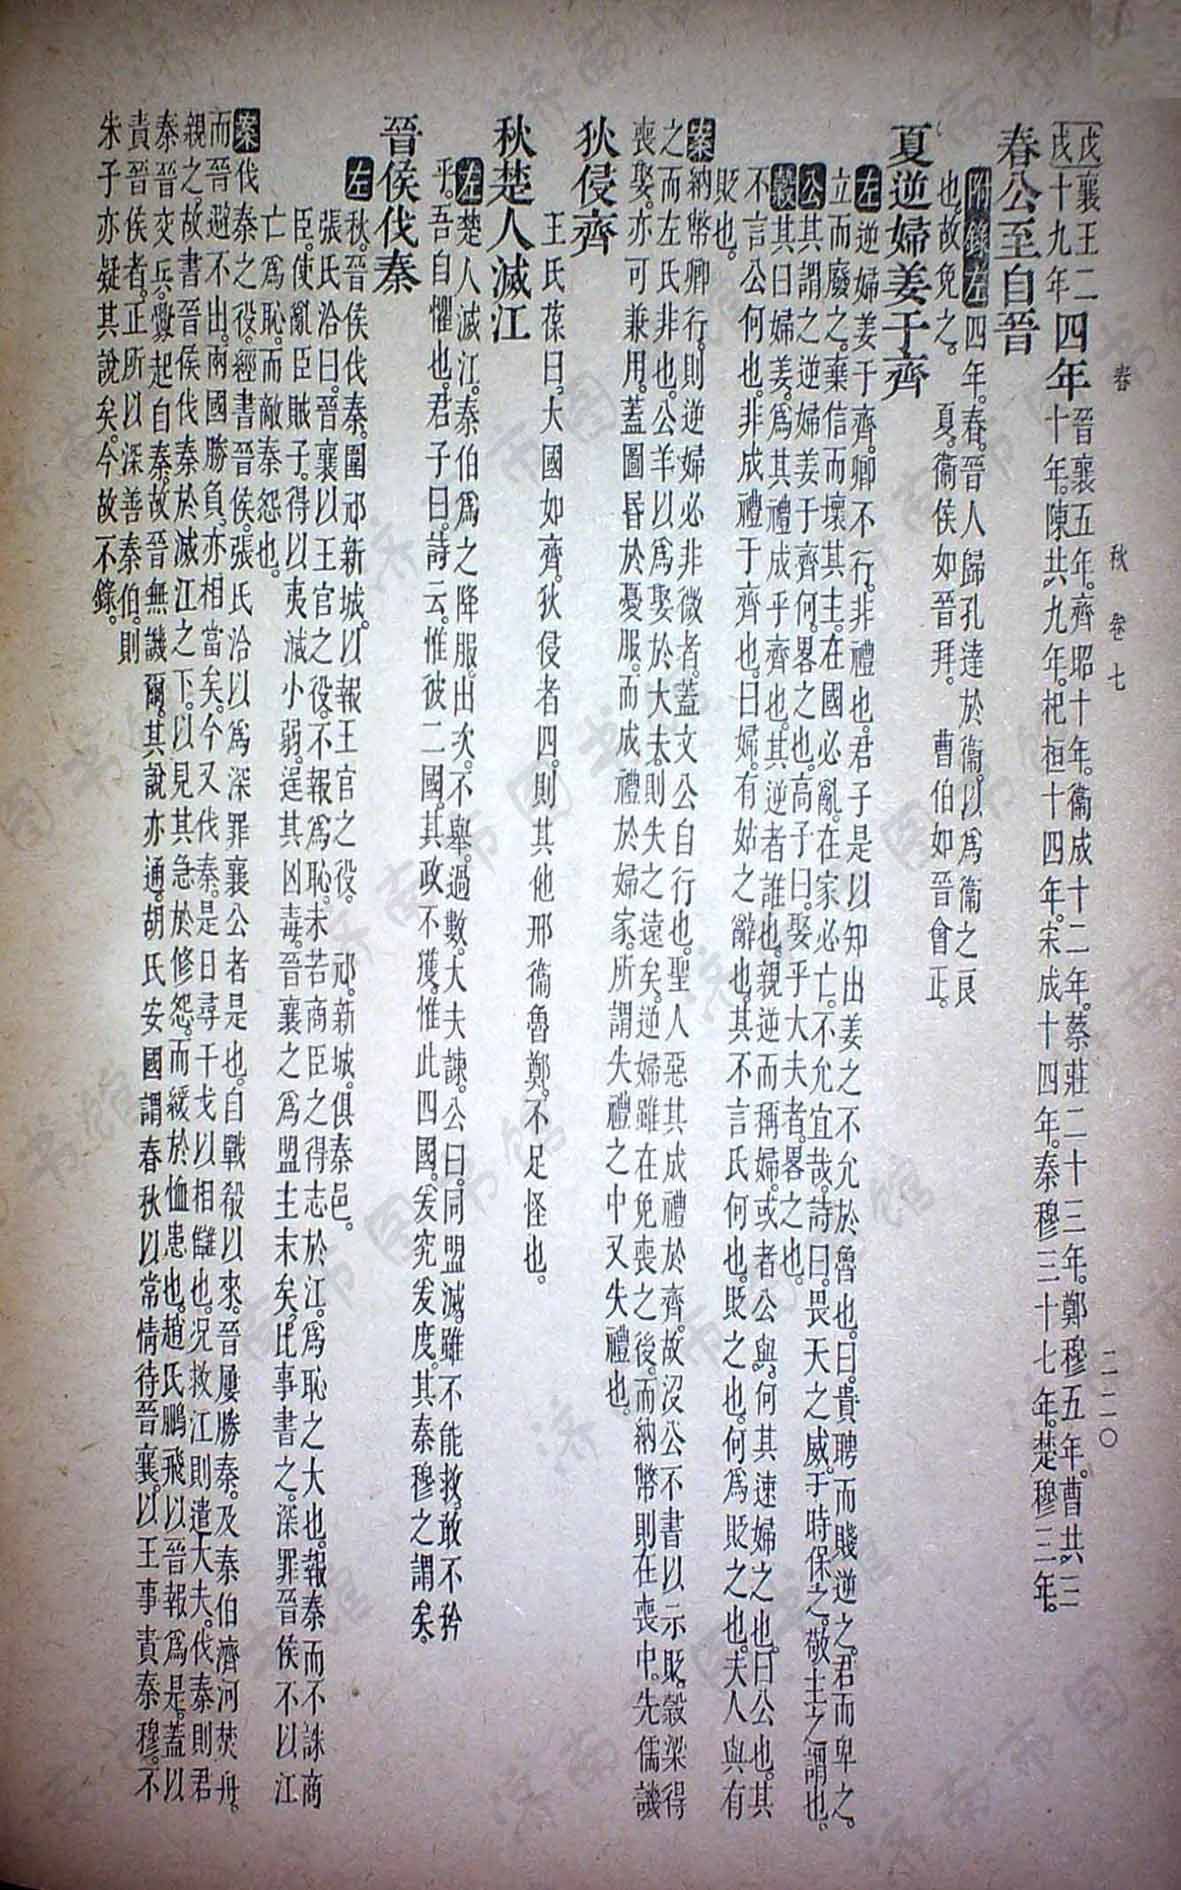 春　秋　卷七　二一〇
戊戌　襄王二十九年　四年　晉襄五年。齊昭十年。衞成十二年。蔡莊二十三年。鄭穆五年。曹共三
十年。陳共九年。杞桓十四年。宋成十四年。秦穆三十七年。楚穆三年。
春公至自晉
附錄左四年。春。晉人歸孔達於衞。以爲衞之良
也。故免之。　夏。衞侯如晉拜。　曹伯如晉會正。
夏逆婦姜于齊
左逆婦姜于齊。卿不行。非禮也。君子是以知出姜之不允於魯也。曰。貴聘而賤逆之。君而卑之。
立而廢之。棄信而壞其主。在國必亂。在家必亡。不允宜哉。詩曰。畏天之威。于時保之。敬主之謂也。
公其謂之逆婦姜于齊何。畧之也。高子曰。娶乎大夫者。畧之也。
穀其曰婦姜。爲其禮成乎齊也。其逆者誰也。親逆而稱婦。或者公與。何其速婦之也。曰公也。其
不言公何也。非成禮于齊也。曰婦。有姑之辭也。其不言氏何也。貶之也。何爲貶之也。夫人與有
貶也。
案納幣卿行。則逆婦必非微者。蓋文公自行也。聖人惡其成禮於齊。故沒公不書以示貶。穀梁得
之。而左氏非也。公羊以爲娶於大夫。則失之遠矣。逆婦雖在免喪之後。而納幣則在喪中。先儒譏
喪娶。亦可兼用。蓋圖昏於憂服。而成禮於婦家。所謂失禮之中又失禮也。
狄侵齊
王氏葆曰。大國如齊。狄侵者四。則其他邢衞魯鄭。不足怪也。
秋楚人滅江
左楚人滅江。秦伯爲之降服。出次。不舉。過數。大夫諫。公曰。同盟滅。雖不能救。敢不矜
乎。吾自懼也。君子曰。詩云。惟彼二國。其政不獲。惟此四國。爰究爰度。其秦穆之謂矣。
晉侯伐秦
左秋。晉侯伐秦。圍邧新城。以報王官之役。　邧。新城。俱秦邑。
張氏洽曰。晉襄以王官之役。不報爲恥。未若商臣之得志於江。爲恥之大也。報秦而不誅商
臣。使亂臣賊子。得以夷滅小弱。逞其凶毒。晉襄之爲盟主末矣。比事書之。深罪晉侯不以江
亡爲恥。而敵秦怨也。
案伐秦之役。經書晉侯。張氏洽以爲深罪襄公者是也。自戰殽以來。晉屢勝秦。及秦伯濟河焚舟。
而晉避不出。兩國勝負。亦相當矣。今又伐秦。是日尋干戈以相讎也。況救江則遣大夫。伐秦則君
親之。故書晉侯伐秦於滅江之下。以見其急於修怨。而緩於恤患也。趙氏鵬飛以晉報爲是。蓋以
秦晉交兵。釁起自秦。故晉無譏爾。其說亦通。胡氏安國謂春秋以常情待晉襄。以王事責秦穆。不
責晉侯者。正所以深善秦伯。則
朱子亦疑其說矣。今故不錄。